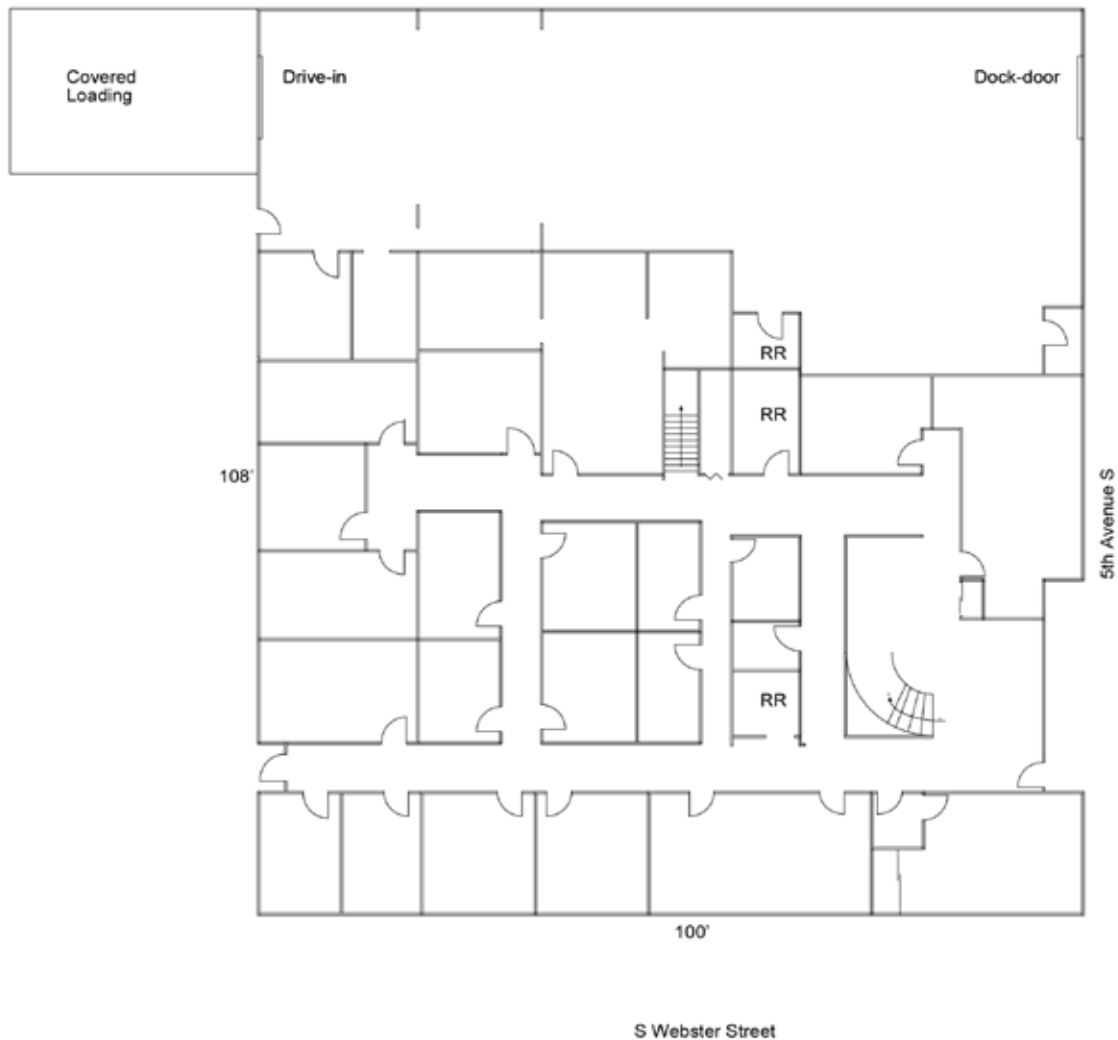 Covered
Loading
Drive-in
Dock-door
RR
RR
108'
5th Avenue S
RR
100'
S Webster Street